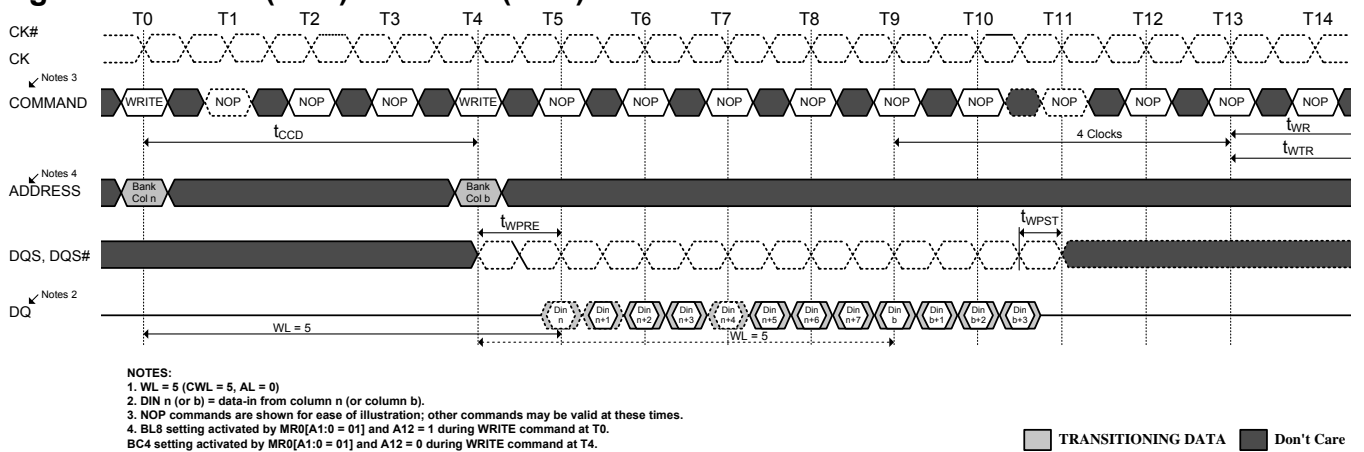 T0 T1 T2 T3 T4 T5 T6 T7 T8 T9 T10 T11 T12 T13 T14
CK#
CK
Notes 3
COMMAND
WRITE NOP NOP NOP WRITE NOP NOP NOP NOP NOP NOP NOP NOP NOP NOP
tCCD
4 Clocks
tWR
tWTR
Notes 4
ADDRESS
Bank Col n
Bank Col b
tWPRE
tWPST
DQS, DQS#
Notes 2
DQ
Din n
Din n+1
Din n+2
Din n+3
Din n+4
Din n+5
Din n+6
Din n+7
Din b
Din b+1
Din b+2
Din b+3
WL = 5
WL = 5
NOTES:
1. WL = 5 (CWL = 5, AL = 0)
2. DIN n (or b) = data-in from column n (or column b).
3. NOP commands are shown for ease of illustration; other commands may be valid at these times.
4. BL8 setting activated by MR0[A1:0 = 01] and A12 = 1 during WRITE command at T0.
BC4 setting activated by MR0[A1:0 = 01] and A12 = 0 during WRITE command at T4.
TRANSITIONING DATA
Don't Care